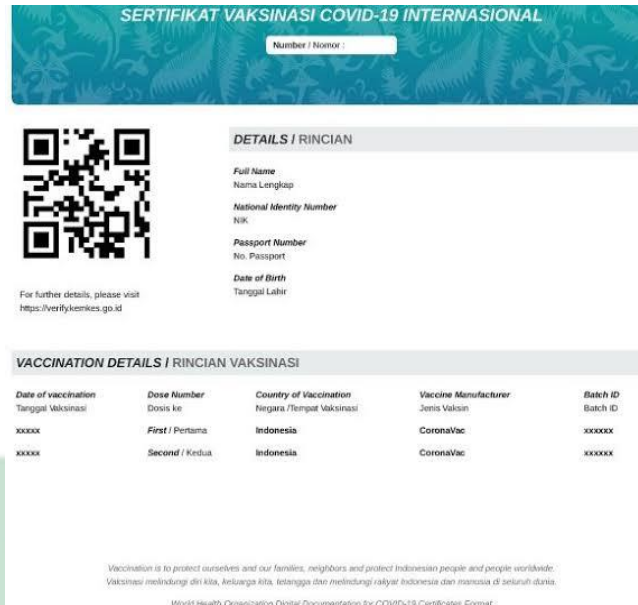 SERTIFIKAT VAKSINASI COVID-19 INTERNASIONAL
Number / Nomor :
DETAILS / RINCIAN
Full Name
Nama Lengkap
National Identity Number
NIK
Passport Number
No. Passport
Date of Birth
Tanggal Lahir
For further details, please visit
https://verify.kemkes.go.id
VACCINATION DETAILS / RINCIAN VAKSINASI
Date of vaccination Dose Number Country of Vaccination Vaccine Manufacturer Batch ID
Tanggal Vaksinasi Dosis ke Negara /Tempat Vaksinasi Jenis Vaksin Batch ID
xxxxx First / Pertama Indonesia CoronaVac xxxxxx
xxxxx Second / Kedua Indonesia CoronaVac xxxxxx
Vaccination is to protect ourselves and our families, neighbors and protect Indonesian people and people worldwide.
Vaksinasi melindungi diri kita, keluarga kita, tetangga dan melindungi rakyat Indonesia dan manusia di seluruh dunia.
World Health Organization Digital Documentation for COVID-19 Certificates Format